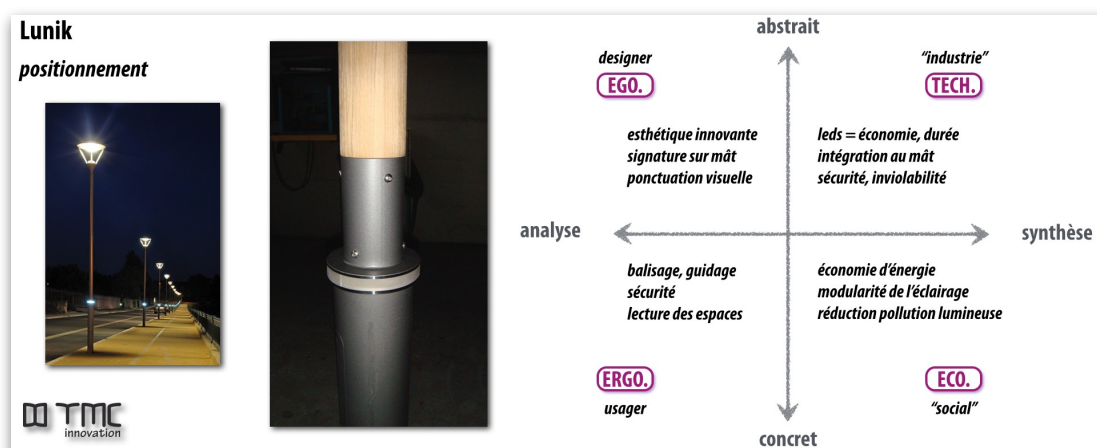 Lunik
positionnement
TMC
innovation
abstrait
designer
EGO.
"industrie"
TECH.
esthétique innovante
signature sur mât
ponctuation visuelle
leds = économie, durée
intégration au mât
sécurité, inviolabilité
analyse
synthèse
balisage, guidage
sécurité
lecture des espaces
économie d'énergie
modularité de l'éclairage
réduction pollution lumineuse
ERGO.
usager
ECO.
"social"
concret